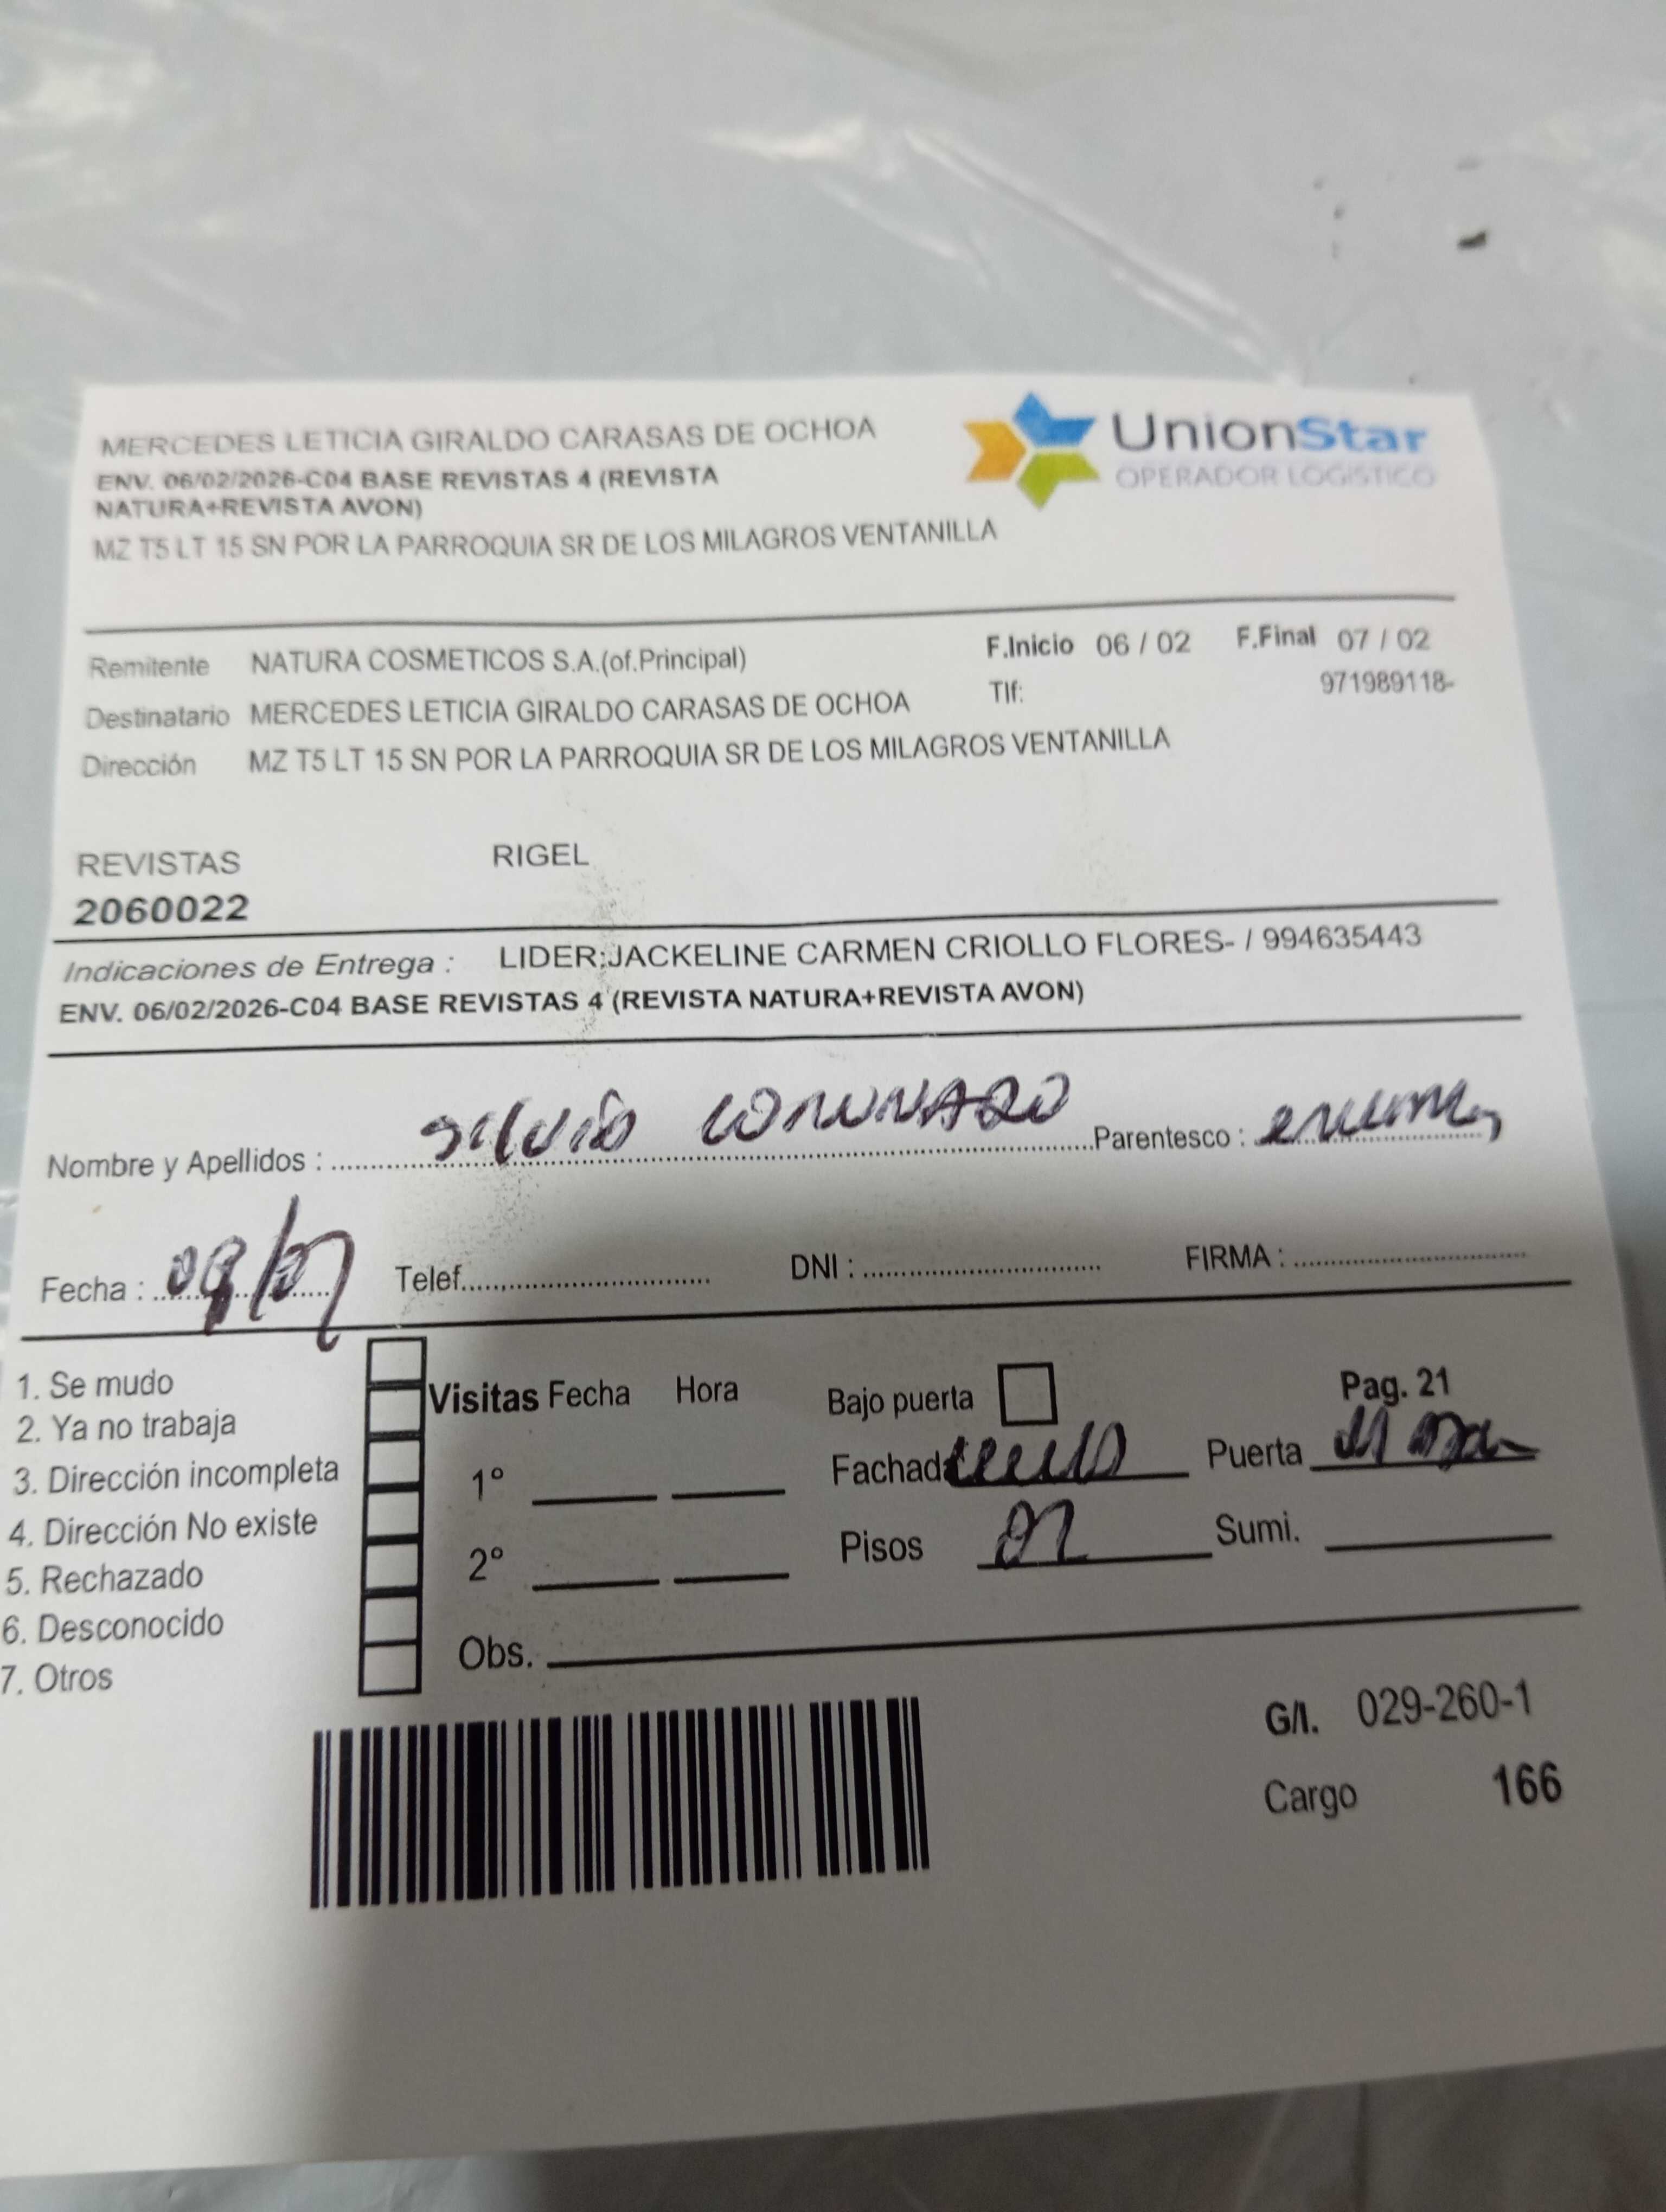 MERCEDES LETICIA GIRALDO CARASAS DE OCHOA
ENV. 06/02/2026-C04 BASE REVISTAS 4 (REVISTA
NATURA+REVISTA AVON)
MZ T5 LT 15 SN POR LA PARROQUIA SR DE LOS MILAGROS VENTANILLA
UnionStar
OPERADOR LOGÍSTICO
Remitente NATURA COSMETICOS S.A.(of.Principal) F.Inicio 06 / 02 F.Final 07 / 02
Destinatario MERCEDES LETICIA GIRALDO CARASAS DE OCHOA Tlf: 971989118-
Dirección MZ T5 LT 15 SN POR LA PARROQUIA SR DE LOS MILAGROS VENTANILLA
REVISTAS RIGEL
2060022
Indicaciones de Entrega : LIDER:JACKELINE CARMEN CRIOLLO FLORES- / 994635443
ENV. 06/02/2026-C04 BASE REVISTAS 4 (REVISTA NATURA+REVISTA AVON)
Nombre y Apellidos : Silvia CORONADO Parentesco :
Fecha : Telef. DNI : FIRMA :
1. Se mudo
2. Ya no trabaja
3. Dirección incompleta
4. Dirección No existe
5. Rechazado
6. Desconocido
7. Otros
Visitas Fecha Hora
1º
2º
Obs.
Bajo puerta Pag. 21
Fachada Puerta
Pisos 02 Sumi.
G/I. 029-260-1
Cargo 166